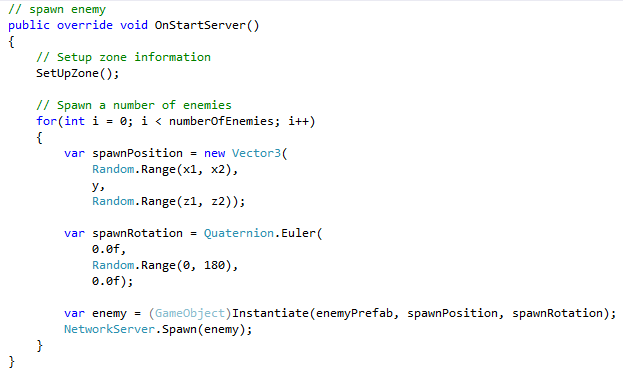 // spawn enemy
public override void OnStartServer()
{
    // Setup zone information
    SetUpZone();

    // Spawn a number of enemies
    for(int i = 0; i < numberOfEnemies; i++)
    {
        var spawnPosition = new Vector3(
            Random.Range(x1, x2),
            y,
            Random.Range(z1, z2));

        var spawnRotation = Quaternion.Euler(
            0.0f,
            Random.Range(0, 180),
            0.0f);

        var enemy = (GameObject)Instantiate(enemyPrefab, spawnPosition, spawnRotation);
        NetworkServer.Spawn(enemy);
    }
}